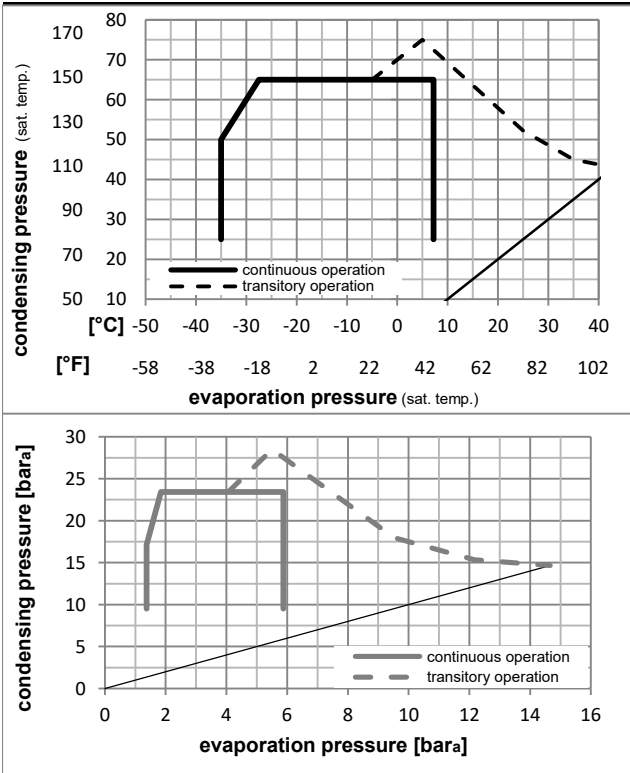 condensing pressure (sat. temp.)
170 80
70
150 60
130 50
110 40
90 30
70 20
50 10
continuous operation
transitory operation
[°C] -50 -40 -30 -20 -10 0 10 20 30 40
[°F] -58 -38 -18 2 22 42 62 82 102
evaporation pressure (sat. temp.)
condensing pressure [bara]
30
25
20
15
10
5
0
continuous operation
transitory operation
0 2 4 6 8 10 12 14 16
evaporation pressure [bara]